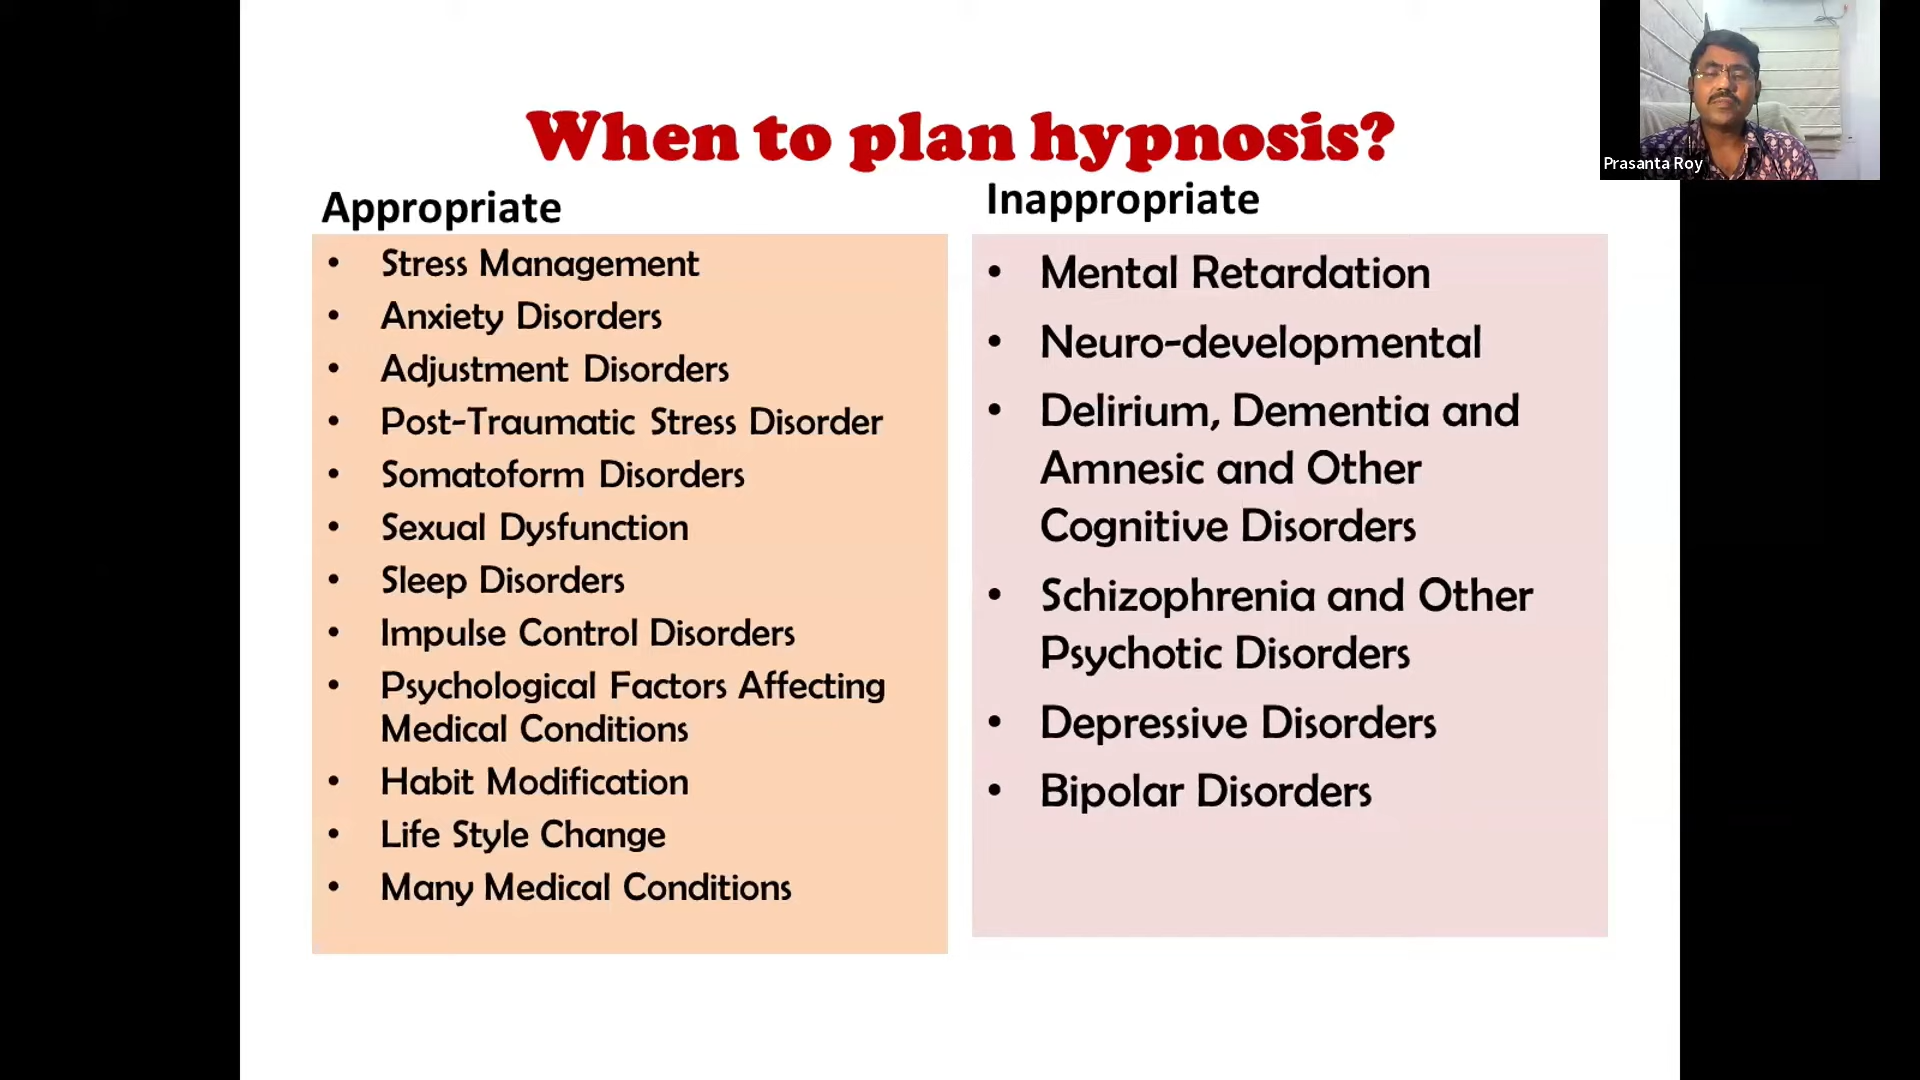 When to plan hypnosis?
Prasanta Roy
Appropriate
• Stress Management
• Anxiety Disorders
• Adjustment Disorders
• Post-Traumatic Stress Disorder
• Somatoform Disorders
• Sexual Dysfunction
• Sleep Disorders
• Impulse Control Disorders
• Psychological Factors Affecting
Medical Conditions
• Habit Modification
• Life Style Change
• Many Medical Conditions
Inappropriate
• Mental Retardation
• Neuro-developmental
• Delirium, Dementia and
Amnesic and Other
Cognitive Disorders
• Schizophrenia and Other
Psychotic Disorders
• Depressive Disorders
• Bipolar Disorders